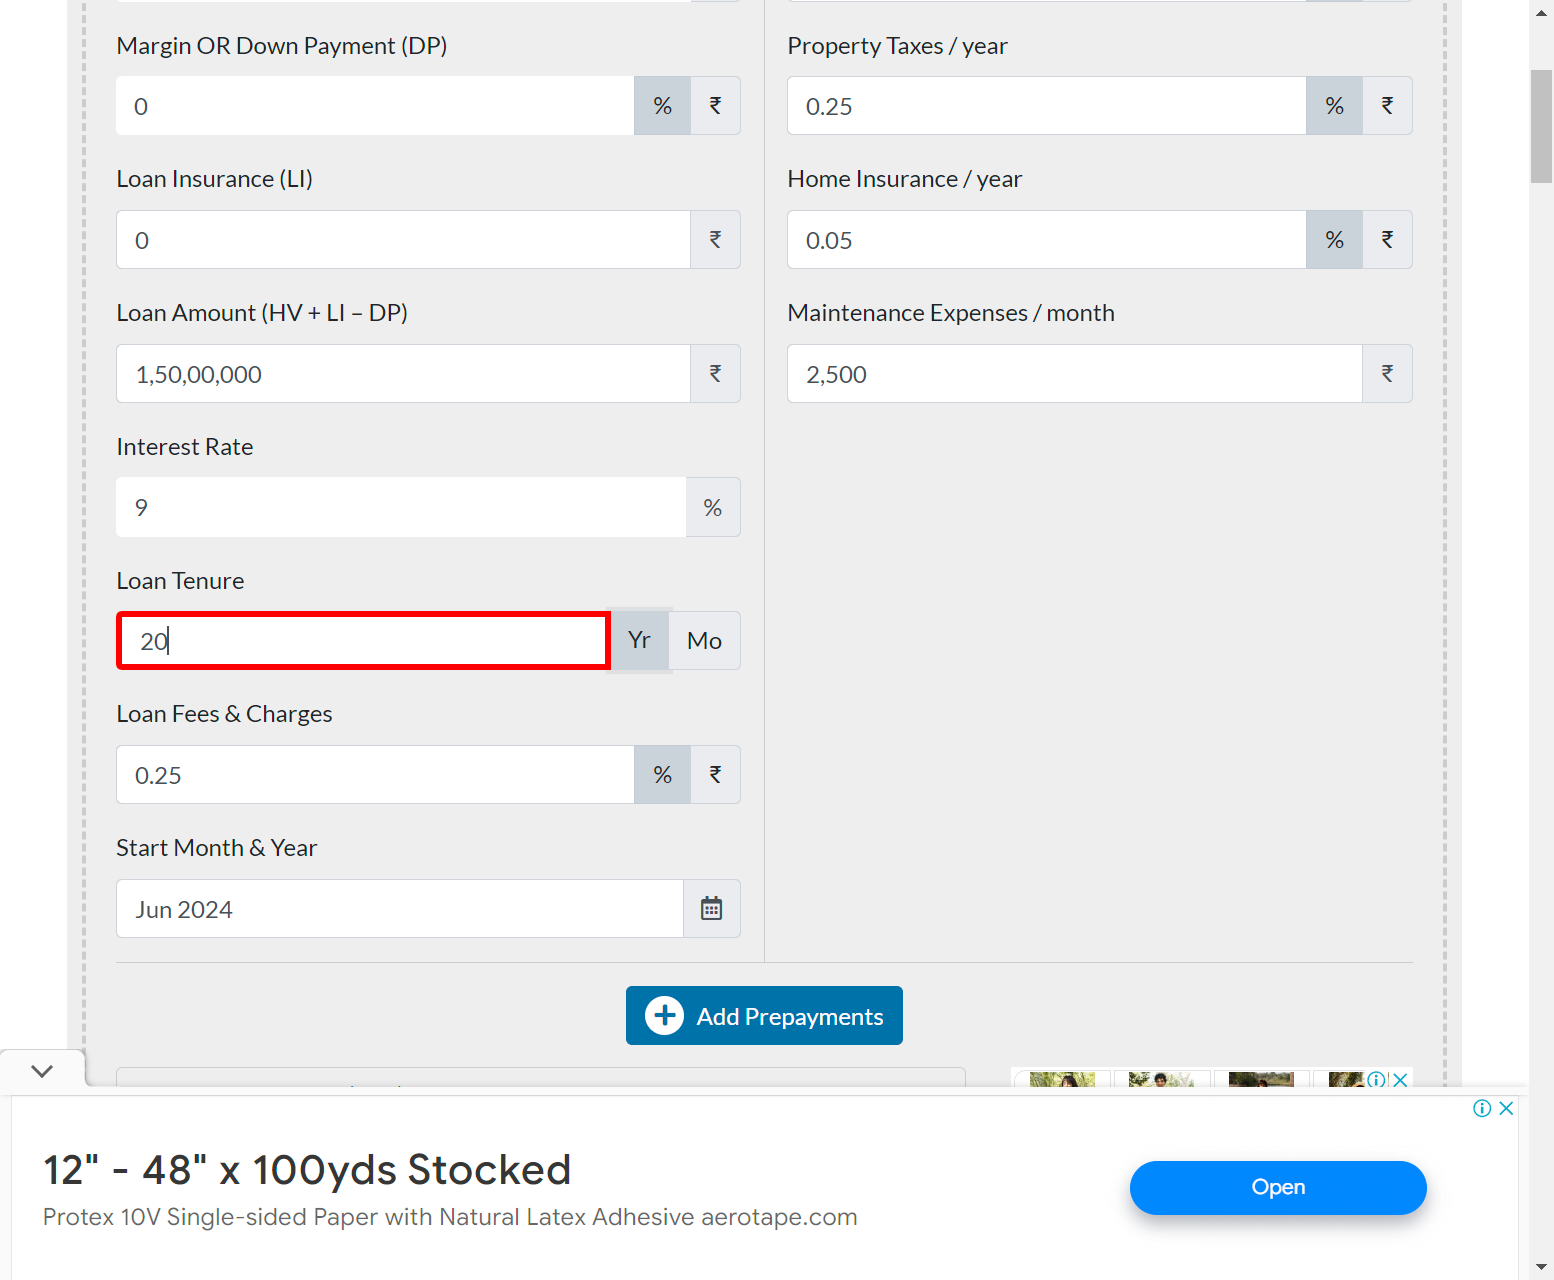 Margin OR Down Payment (DP)
0 % ₹
Loan Insurance (LI)
0 ₹
Loan Amount (HV + LI – DP)
1,50,00,000 ₹
Interest Rate
9 %
Loan Tenure
20 Yr Mo
Loan Fees & Charges
0.25 % ₹
Start Month & Year
Jun 2024
Property Taxes / year
0.25 % ₹
Home Insurance / year
0.05 % ₹
Maintenance Expenses / month
2,500 ₹
Add Prepayments
12" - 48" x 100yds Stocked
Protex 10V Single-sided Paper with Natural Latex Adhesive aerotape.com
Open